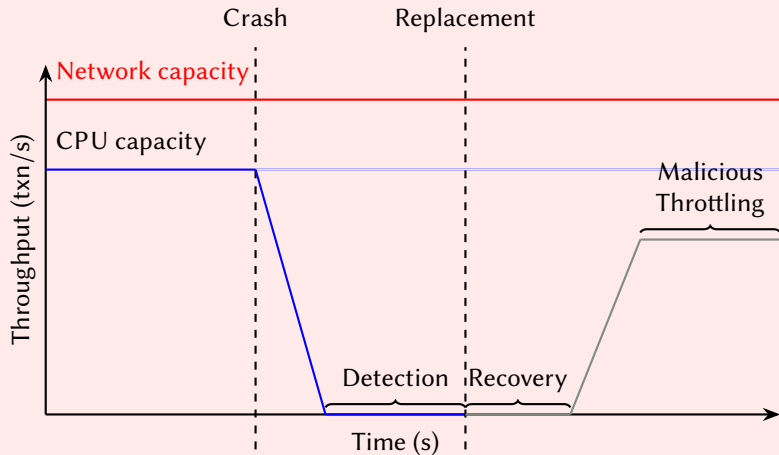 Crash
Replacement
Network capacity
CPU capacity
Malicious
Throttling
Throughput (txn/s)
Detection
Recovery
Time (s)